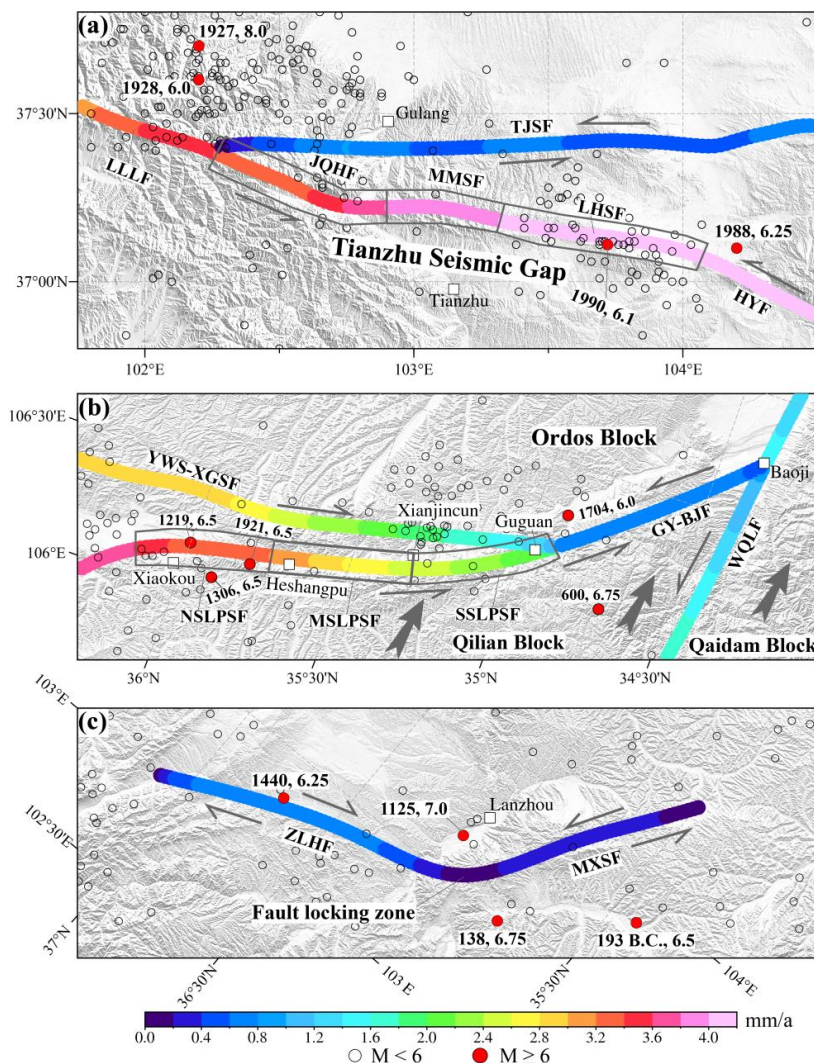 (a)
1927, 8.0
1928, 6.0
37°30'N
Gulang
TJSF
LLLF
JQHF
MMSF
LHSF
1988, 6.25
Tianzhu Seismic Gap
37°00'N
Tianzhu
1990, 6.1
HYF
102°E
103°E
104°E
(b)
106°30'E
Ordos Block
YWS-XGSF
Baoji
Xianjincun
1704, 6.0
1219, 6.5
1921, 6.5
Guguan
GY-BJF
106°E
WQLF
Xiaokou
Heshangpu
1306, 6.5
NSLPSF
MSLPSF
SSLPSF
600, 6.75
Qilian Block
Qaidam Block
36°N
35°30'N
35°N
34°30'N
103°E
(c)
1440, 6.25
1125, 7.0
Lanzhou
102°30'E
ZLHF
MXSF
Fault locking zone
37°N
138, 6.75
193 B.C., 6.5
36°30'N
103°E
35°30'N
104°E
mm/a
0.0 0.4 0.8 1.2 1.6 2.0 2.4 2.8 3.2 3.6 4.0
M < 6 M > 6